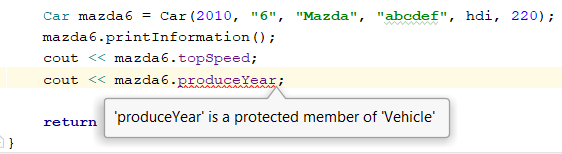 Car mazda6 = Car(2010, "6", "Mazda", "abcdef", hdi, 220);
mazda6.printInformation();
cout << mazda6.topSpeed;
cout << mazda6.produceYear;
'produceYear' is a protected member of 'Vehicle'
return
}